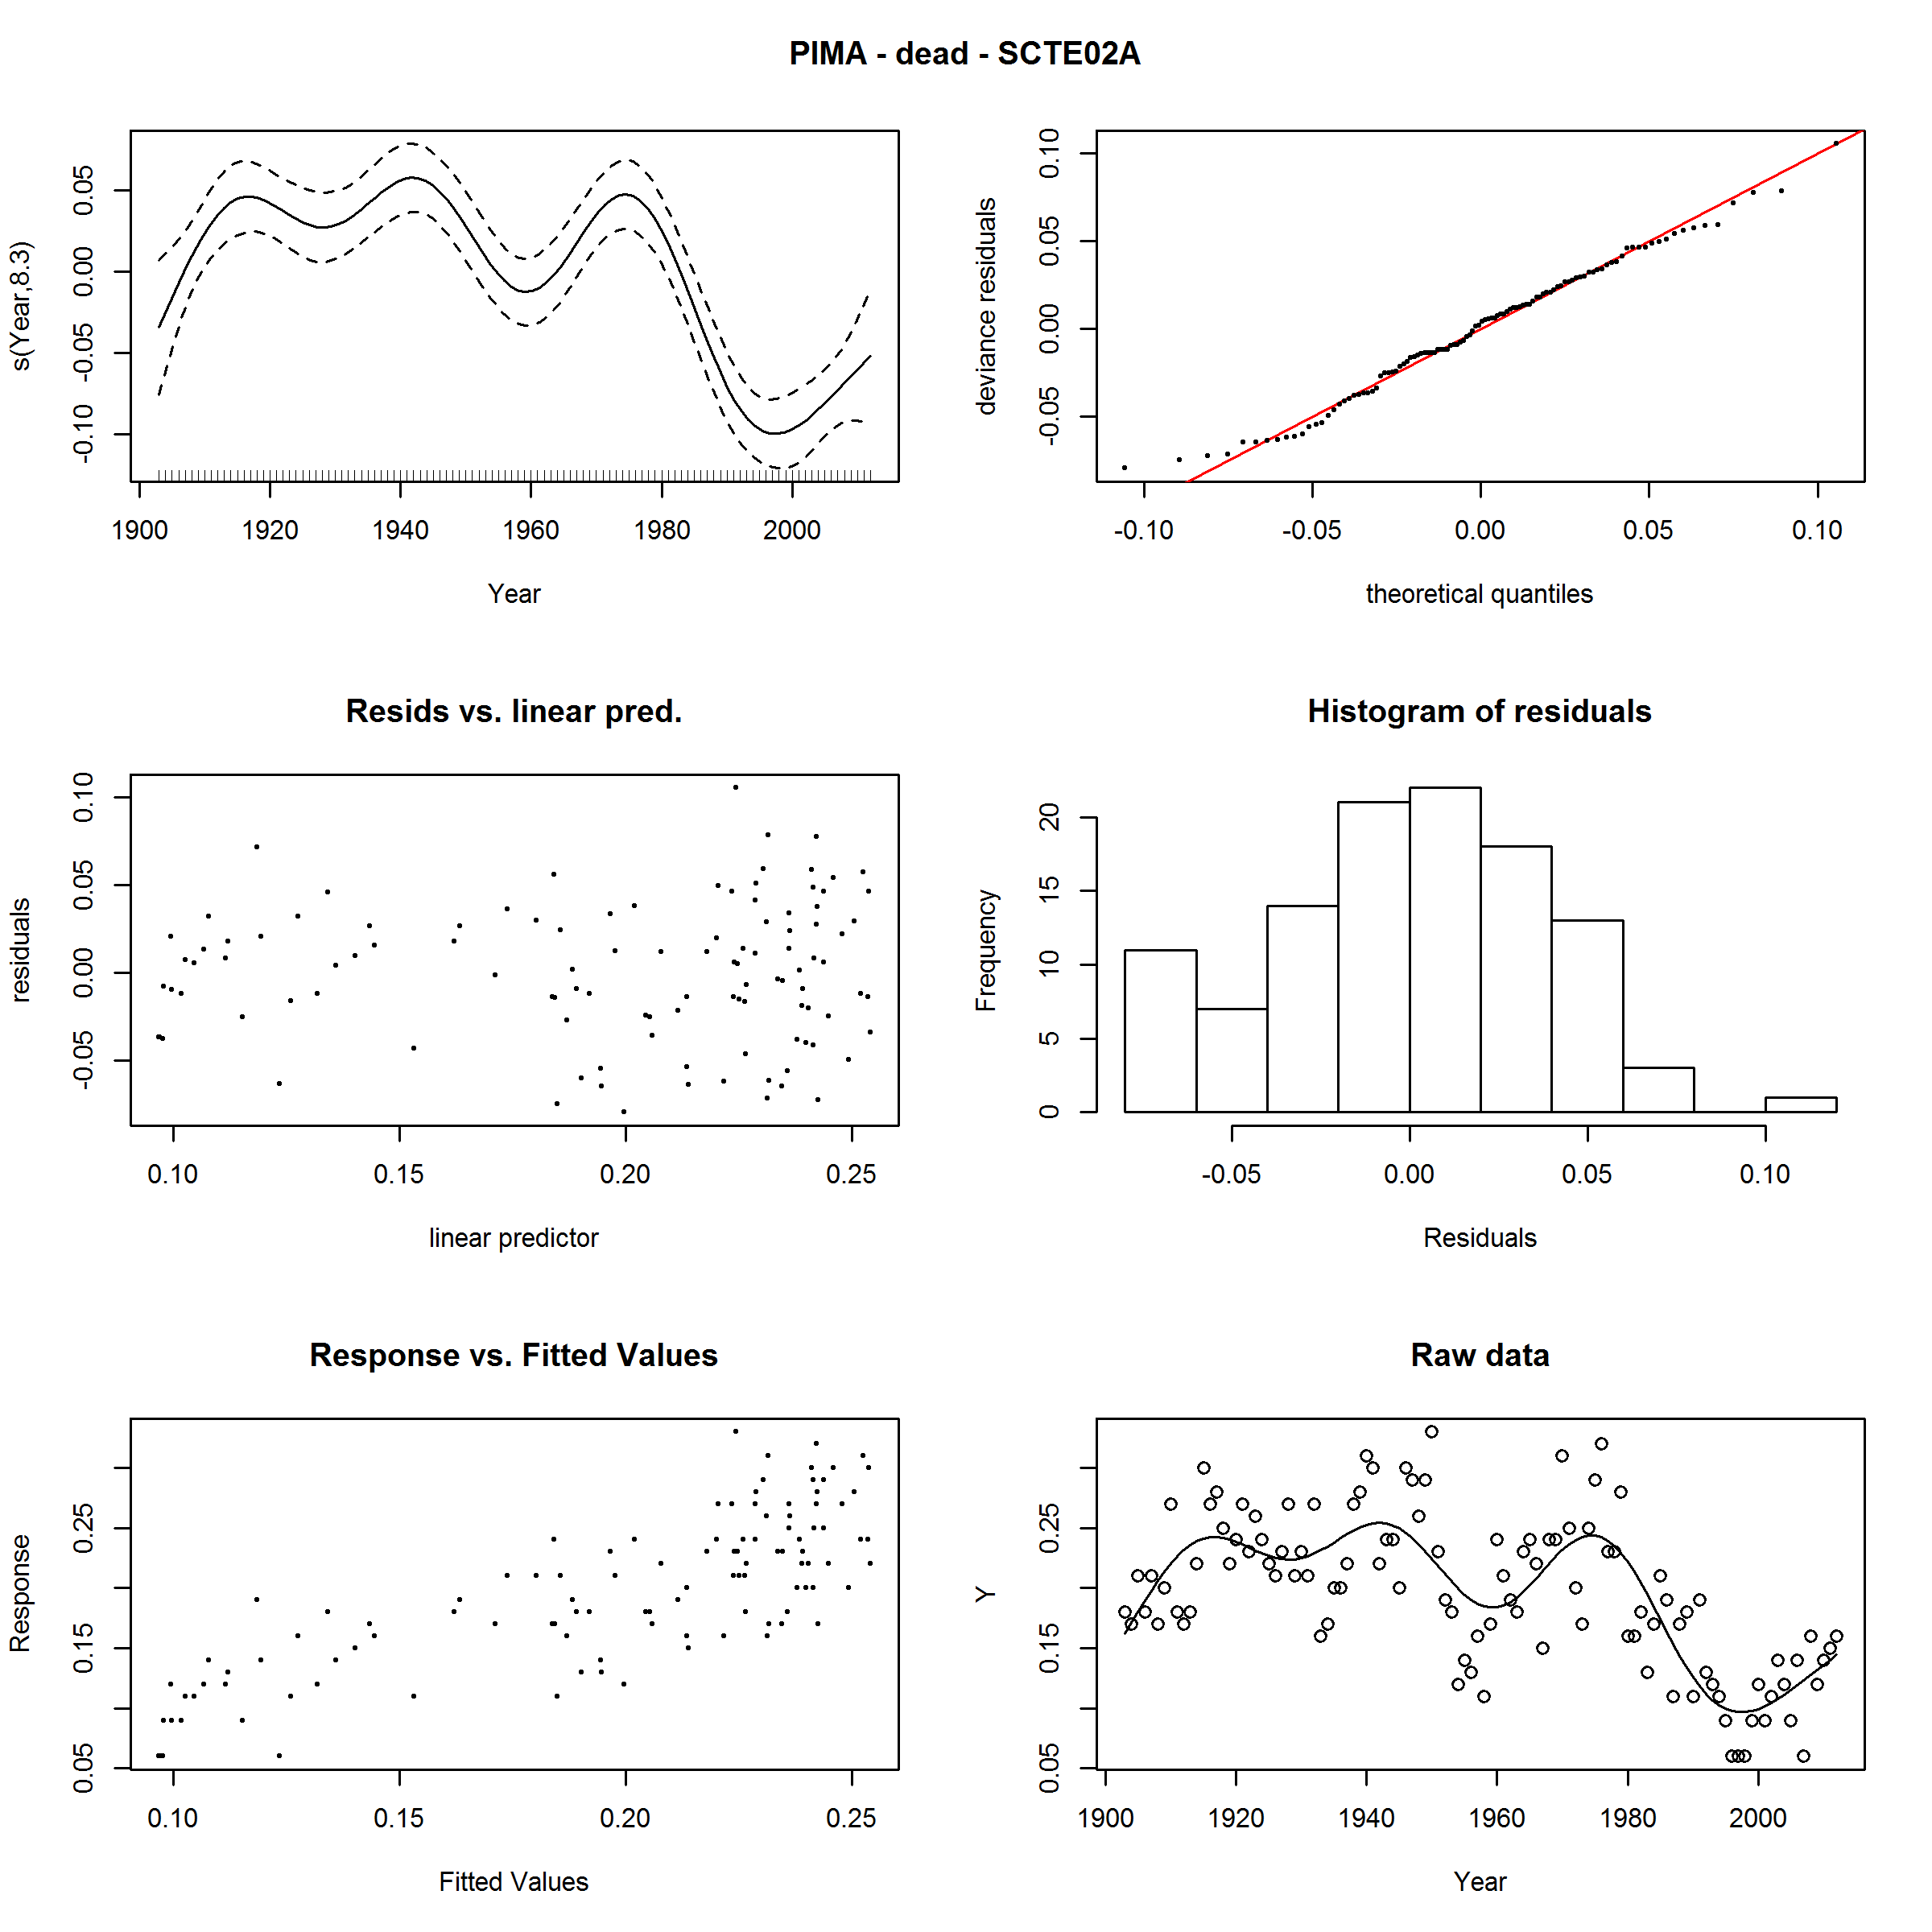 PIMA - dead - SCTE02A
s(Year,8.3)
0.05
0.00
-0.05
-0.10
1900 1920 1940 1960 1980 2000
Year
deviance residuals
0.10
0.05
0.00
-0.05
-0.10 -0.05 0.00 0.05 0.10
theoretical quantiles
Resids vs. linear pred.
residuals
0.10
0.05
0.00
-0.05
0.10 0.15 0.20 0.25
linear predictor
Histogram of residuals
Frequency
20
15
10
5
0
-0.05 0.00 0.05 0.10
Residuals
Response vs. Fitted Values
Response
0.25
0.15
0.05
0.10 0.15 0.20 0.25
Fitted Values
Raw data
Y
0.25
0.15
0.05
1900 1920 1940 1960 1980 2000
Year